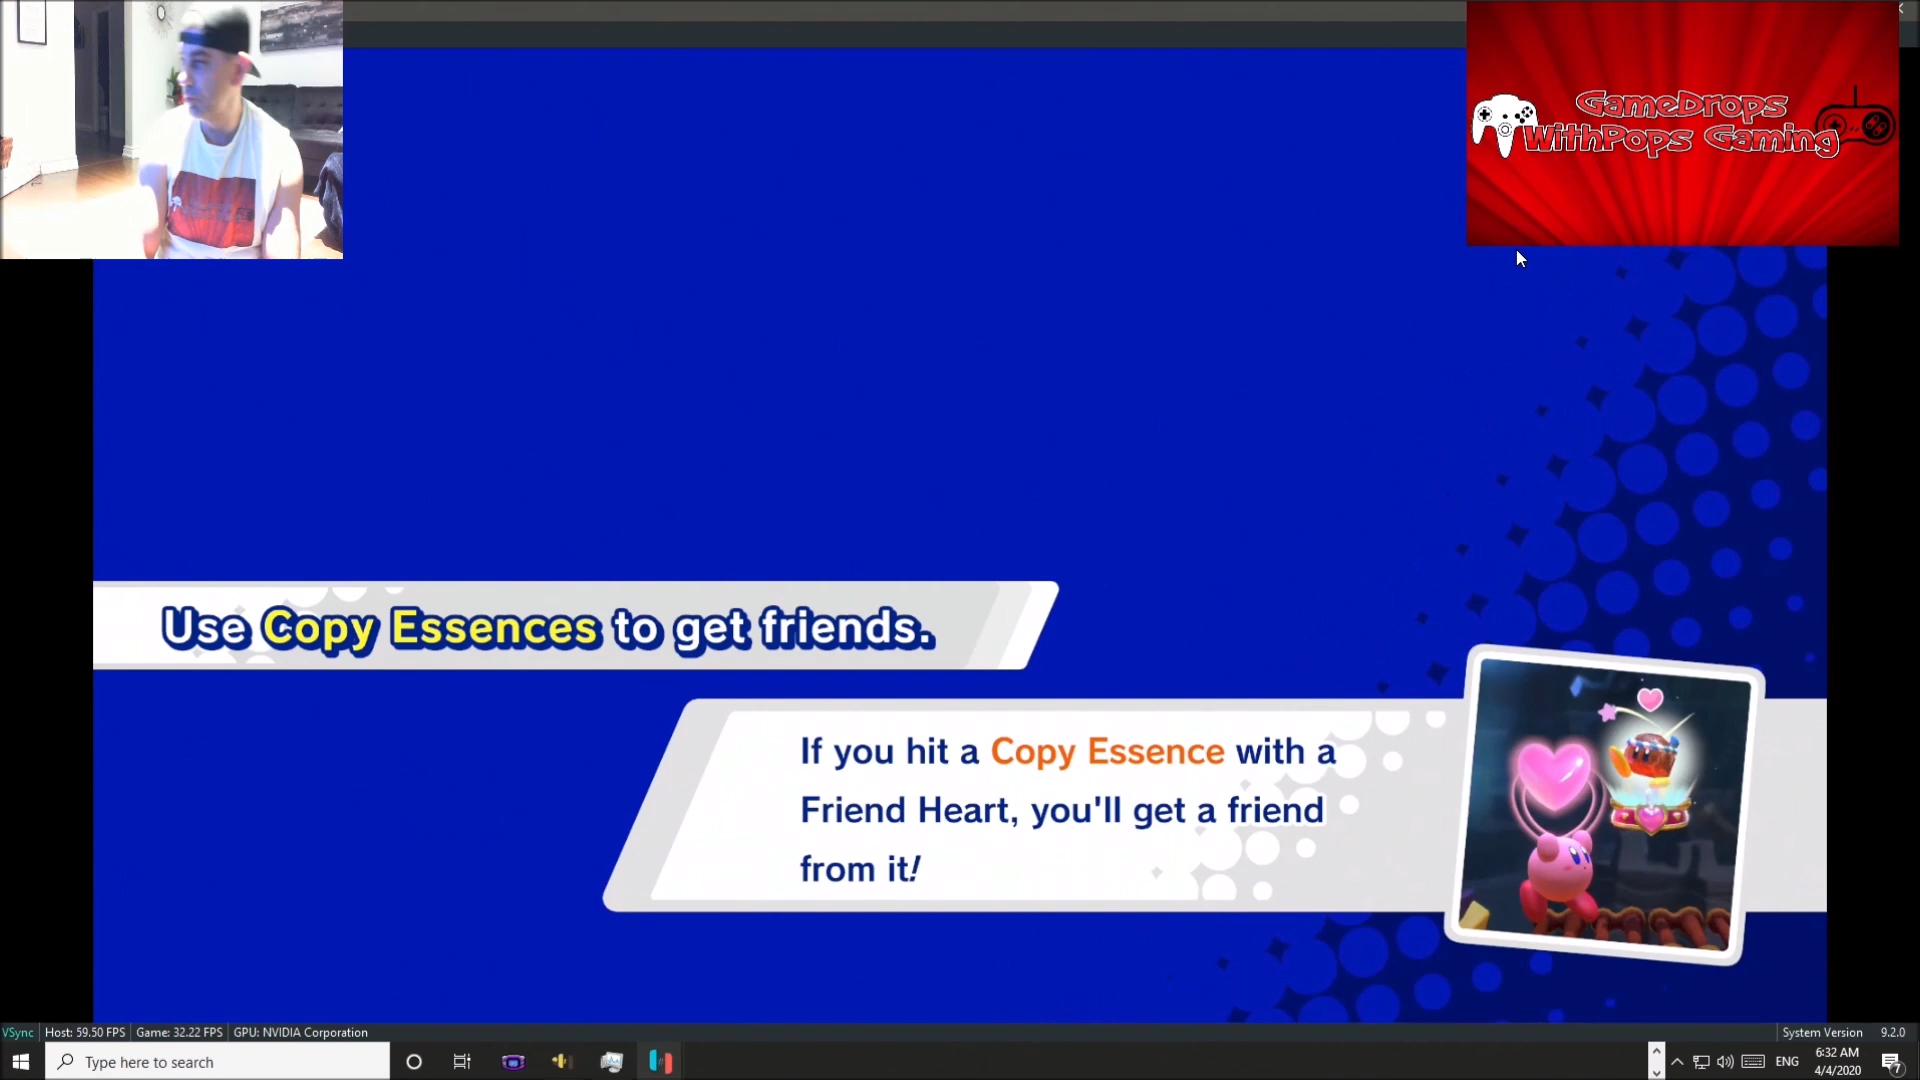 GameDrops
WithPops Gaming
Use Copy Essences to get friends.
If you hit a Copy Essence with a
Friend Heart, you'll get a friend
from it!
VSync Host: 59.50 FPS Game: 32.22 FPS GPU: NVIDIA Corporation System Version 9.2.0
Type here to search
ENG
6:32 AM
4/4/2020
7